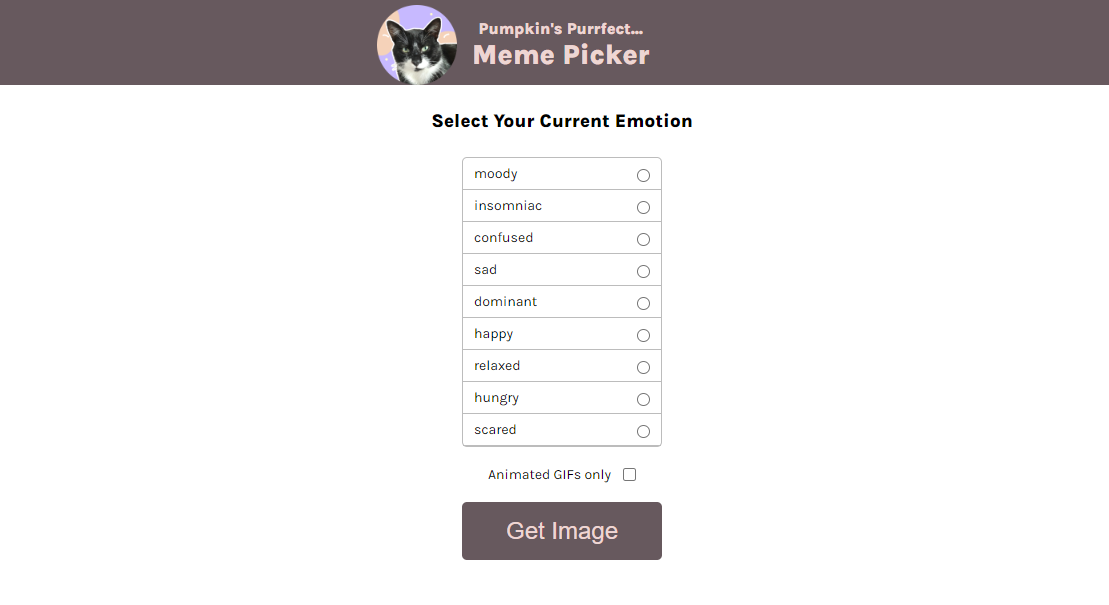 Pumpkin's Purrfect...
Meme Picker
Select Your Current Emotion
moody
insomniac
confused
sad
dominant
happy
relaxed
hungry
scared
Animated GIFs only
Get Image